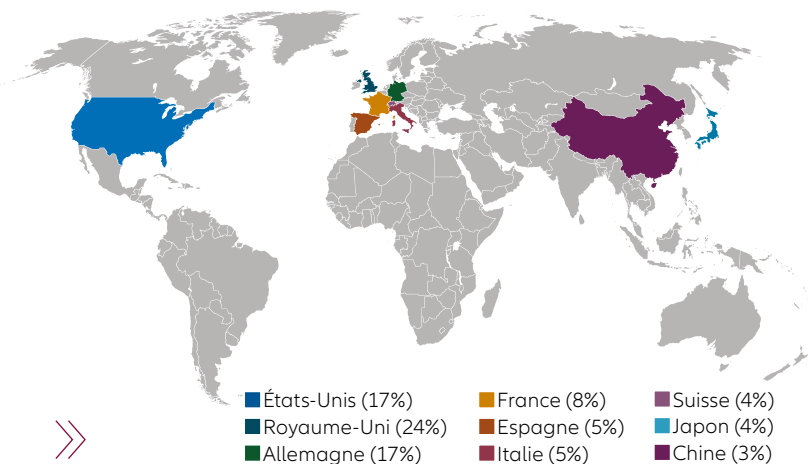 États-Unis (17%)
Royaume-Uni (24%)
Allemagne (17%)
France (8%)
Espagne (5%)
Italie (5%)
Suisse (4%)
Japon (4%)
Chine (3%)